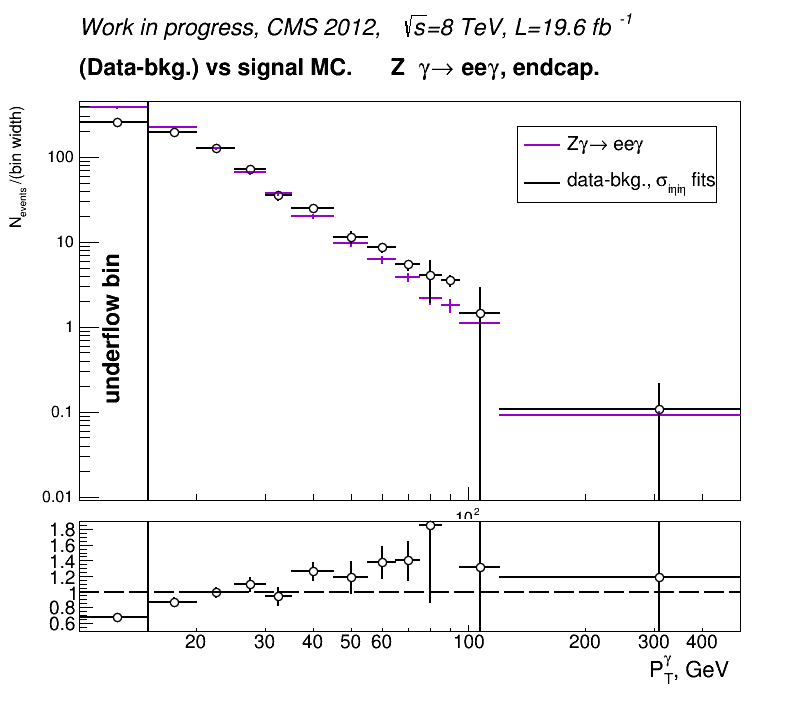 Work in progress, CMS 2012, √s=8 TeV, L=19.6 fb -1
(Data-bkg.) vs signal MC. Z γ→ eeγ, endcap.
N_events /(bin width)
100
10
1
0.1
0.01
underflow bin
Zγ→ eeγ
data-bkg., σ_iηiη fits
10²
1.8
1.6
1.4
1.2
1
0.8
0.6
20 30 40 50 60 100 200 300 400
P_T^γ, GeV